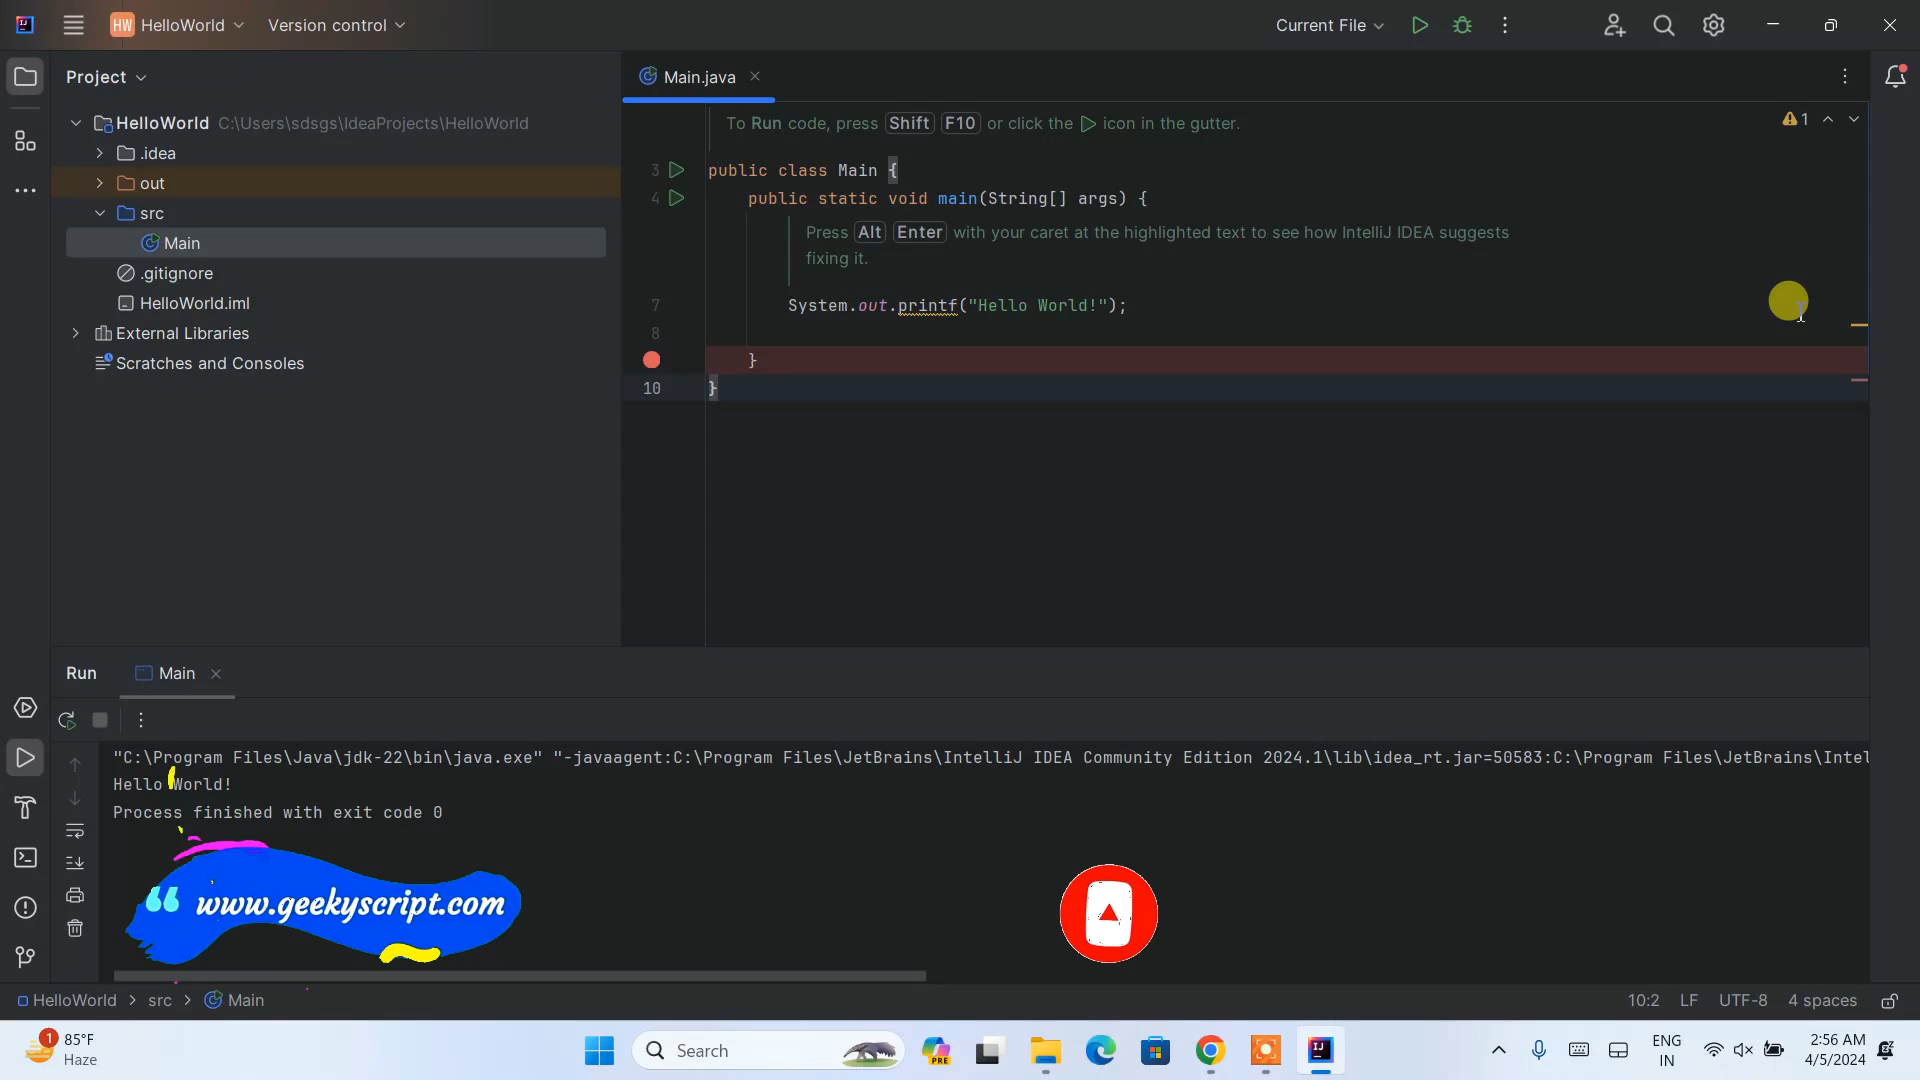 HW HelloWorld Version control Current File
Project
Main.java
HelloWorld C:\Users\sdsgs\IdeaProjects\HelloWorld
.idea
out
src
Main
.gitignore
HelloWorld.iml
External Libraries
Scratches and Consoles
To Run code, press Shift F10 or click the icon in the gutter.
1
3 public class Main {
4 public static void main(String[] args) {
Press Alt Enter with your caret at the highlighted text to see how IntelliJ IDEA suggests
fixing it.
7 System.out.printf("Hello World!");
8
}
10 }
Run Main
"C:\Program Files\Java\jdk-22\bin\java.exe" "-javaagent:C:\Program Files\JetBrains\IntelliJ IDEA Community Edition 2024.1\lib\idea_rt.jar=50583:C:\Program Files\JetBrains\Intel
Hello World!
Process finished with exit code 0
“ www.geekyscript.com
HelloWorld > src > Main 10:2 LF UTF-8 4 spaces
1 85°F
Haze
Search
PRE
ENG
IN
2:56 AM
4/5/2024